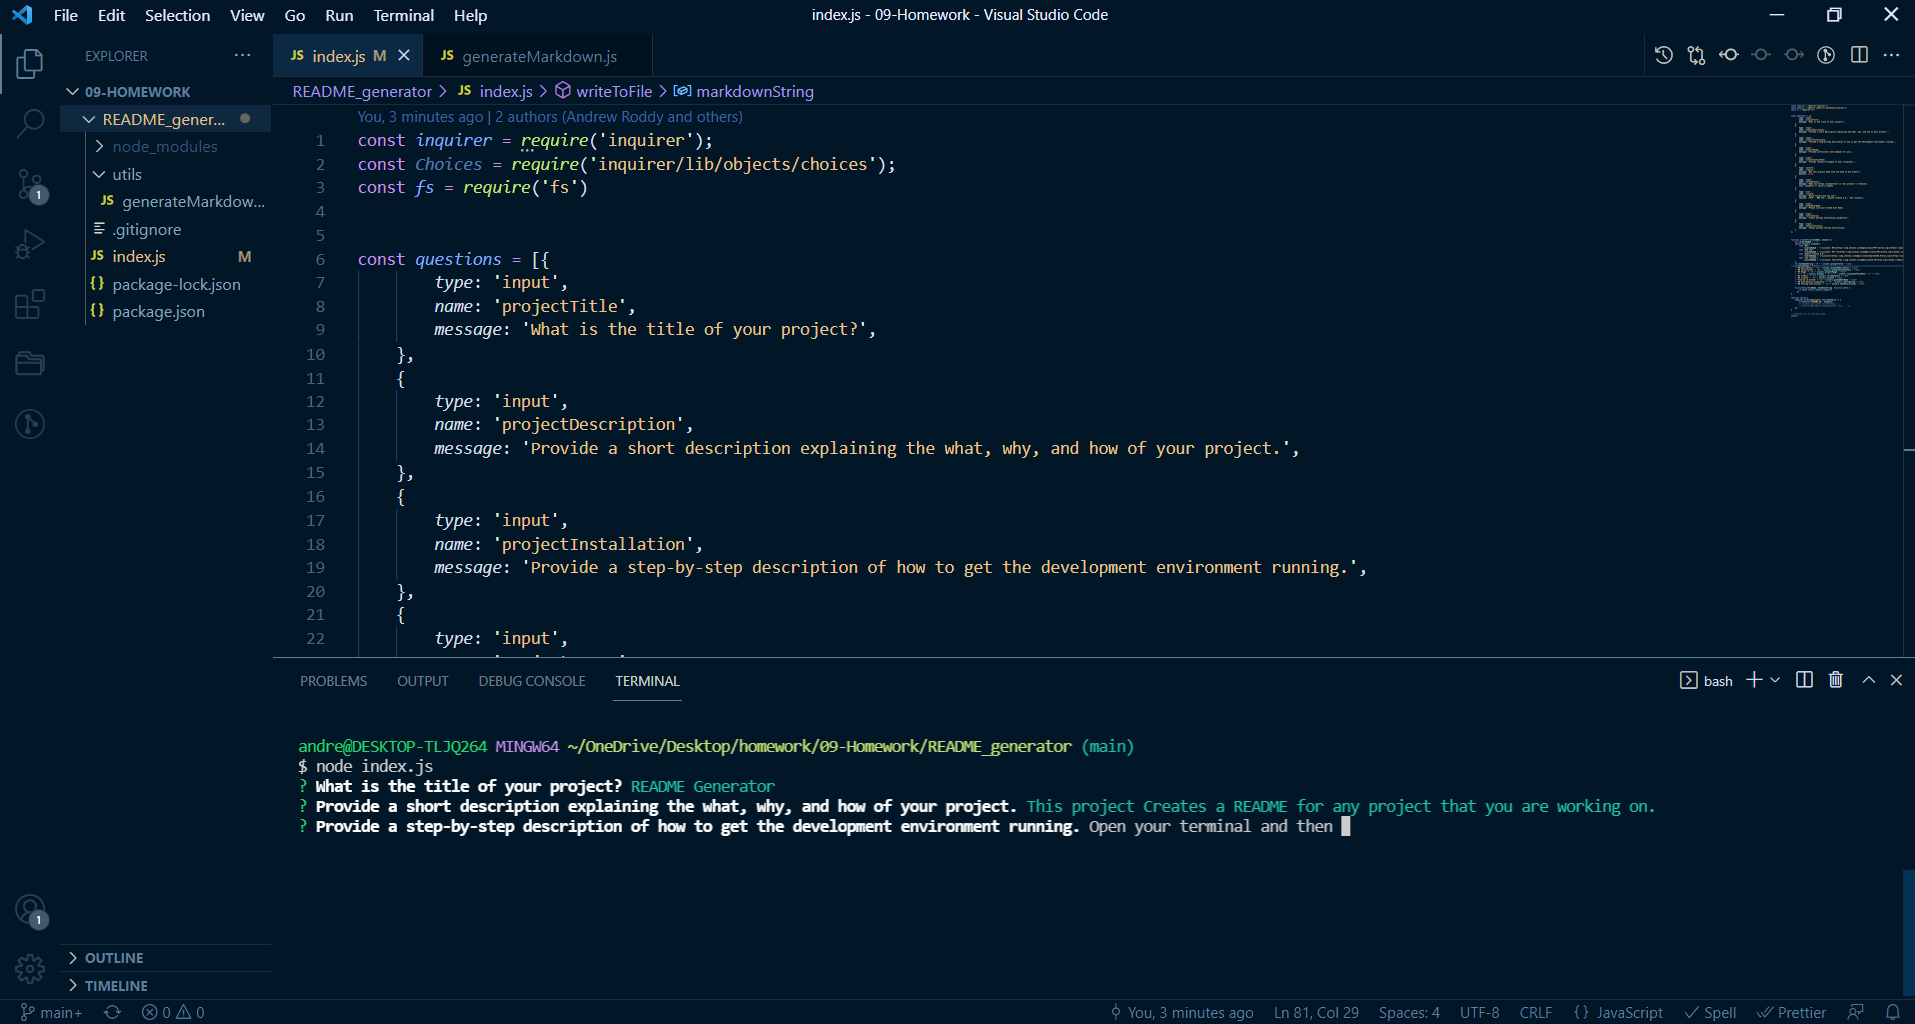 File Edit Selection View Go Run Terminal Help
index.js - 09-Homework - Visual Studio Code
EXPLORER
JS index.js M
JS generateMarkdown.js
09-HOMEWORK
README_gener...
node_modules
utils
JS generateMarkdow...
.gitignore
JS index.js M
{} package-lock.json
{} package.json
README_generator > JS index.js > writeToFile > markdownString
You, 3 minutes ago | 2 authors (Andrew Roddy and others)
1 const inquirer = require('inquirer');
2 const Choices = require('inquirer/lib/objects/choices');
3 const fs = require('fs')
4
5
6 const questions = [{
7 type: 'input',
8 name: 'projectTitle',
9 message: 'What is the title of your project?',
10 },
11 {
12 type: 'input',
13 name: 'projectDescription',
14 message: 'Provide a short description explaining the what, why, and how of your project.',
15 },
16 {
17 type: 'input',
18 name: 'projectInstallation',
19 message: 'Provide a step-by-step description of how to get the development environment running.',
20 },
21 {
22 type: 'input',
PROBLEMS OUTPUT DEBUG CONSOLE TERMINAL
bash
andre@DESKTOP-TLJQ264 MINGW64 ~/OneDrive/Desktop/homework/09-Homework/README_generator (main)
$ node index.js
? What is the title of your project? README Generator
? Provide a short description explaining the what, why, and how of your project. This project Creates a README for any project that you are working on.
? Provide a step-by-step description of how to get the development environment running. Open your terminal and then
1
1
OUTLINE
TIMELINE
main+ 0 0
You, 3 minutes ago Ln 81, Col 29 Spaces: 4 UTF-8 CRLF {} JavaScript Spell Prettier